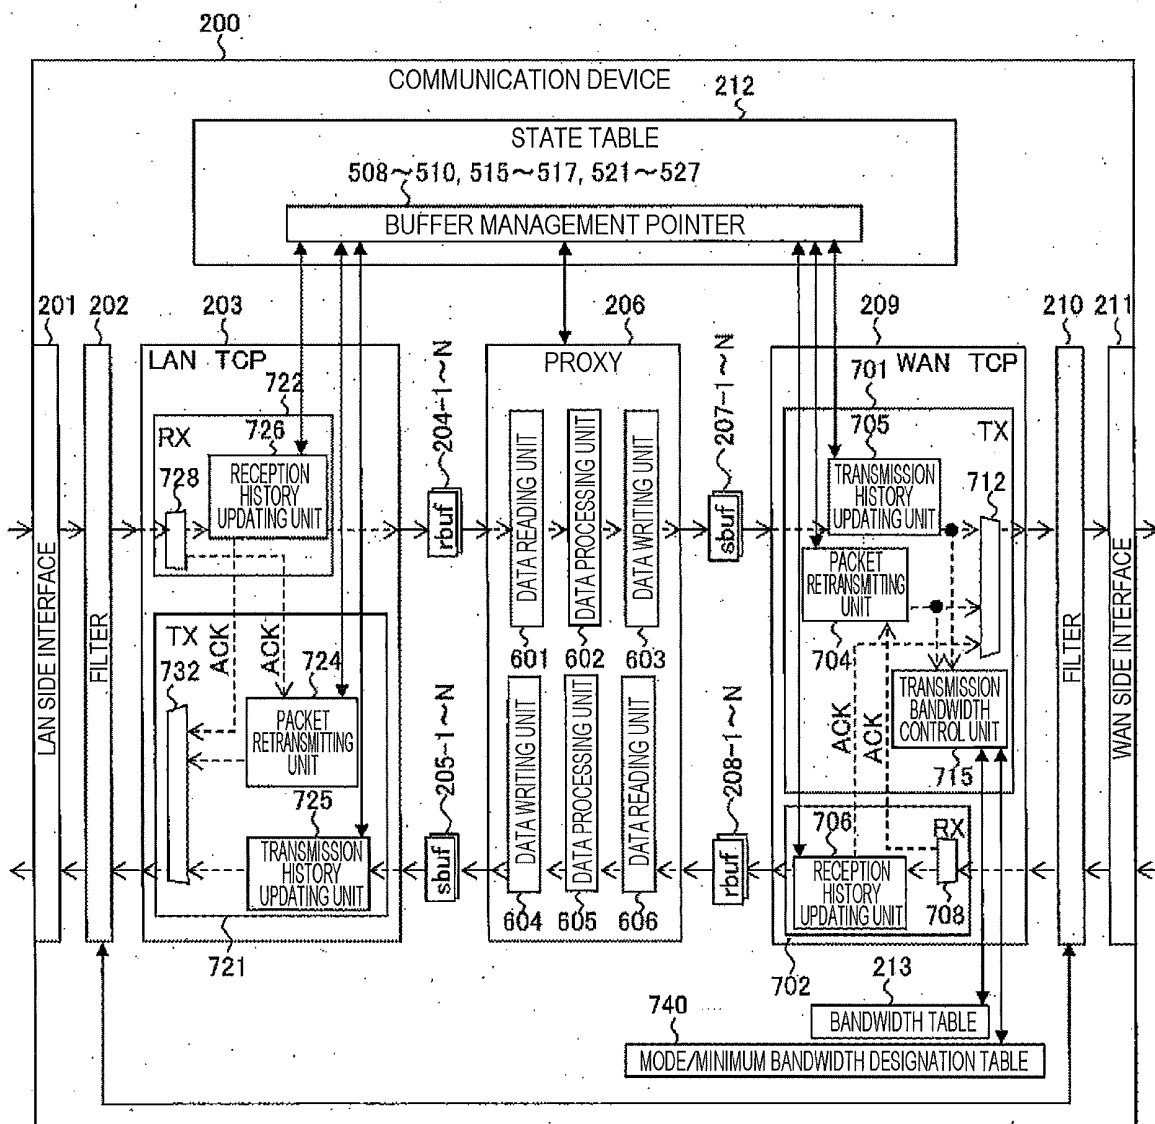 200
COMMUNICATION DEVICE
212
STATE TABLE
508~510, 515~517, 521~527
BUFFER MANAGEMENT POINTER
201
202
203
206
209
210
211
LAN SIDE INTERFACE
FILTER
LAN TCP
722
RX
726
728
RECEPTION
HISTORY
UPDATING UNIT
TX
732
ACK
ACK
724
PACKET
RETRANSMITTING
UNIT
725
TRANSMISSION
HISTORY
UPDATING UNIT
721
204-1~N
rbuf
205-1~N
sbuf
PROXY
DATA READING UNIT
DATA PROCESSING UNIT
DATA WRITING UNIT
601
602
603
DATA WRITING UNIT
DATA PROCESSING UNIT
DATA READING UNIT
604
605
606
207-1~N
sbuf
208-1~N
rbuf
WAN TCP
701
705
TX
TRANSMISSION
HISTORY
UPDATING UNIT
712
PACKET
RETRANSMITTING
UNIT
704
TRANSMISSION
BANDWIDTH
CONTROL UNIT
715
ACK
ACK
706
RX
RECEPTION
HISTORY
UPDATING UNIT
708
702
FILTER
WAN SIDE INTERFACE
213
BANDWIDTH TABLE
740
MODE/MINIMUM BANDWIDTH DESIGNATION TABLE